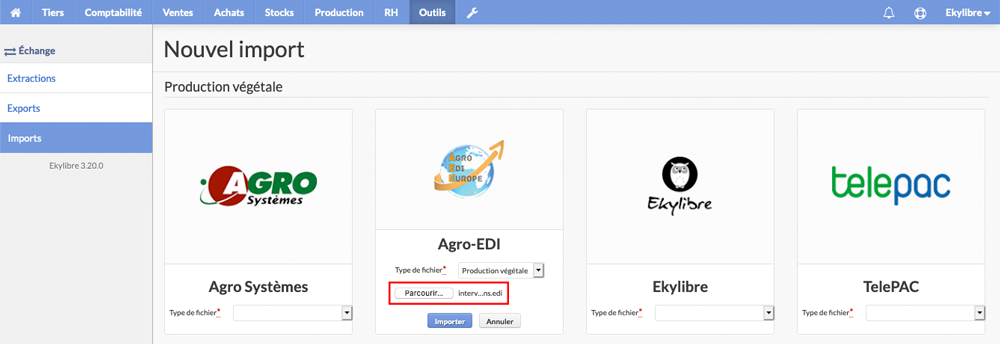 Tiers Comptabilité Ventes Achats Stocks Production RH Outils Ekylibre
Échange
Extractions
Exports
Imports
Ekylibre 3.20.0
Nouvel import
Production végétale
AGRO
Systèmes
AGRO
EDI
EUROPE
Ekylibre
telepac
Agro Systèmes
Type de fichier*
Agro-EDI
Type de fichier* Production végétale
Parcourir... interv...ns.edi
Importer Annuler
Ekylibre
Type de fichier*
TelePAC
Type de fichier*